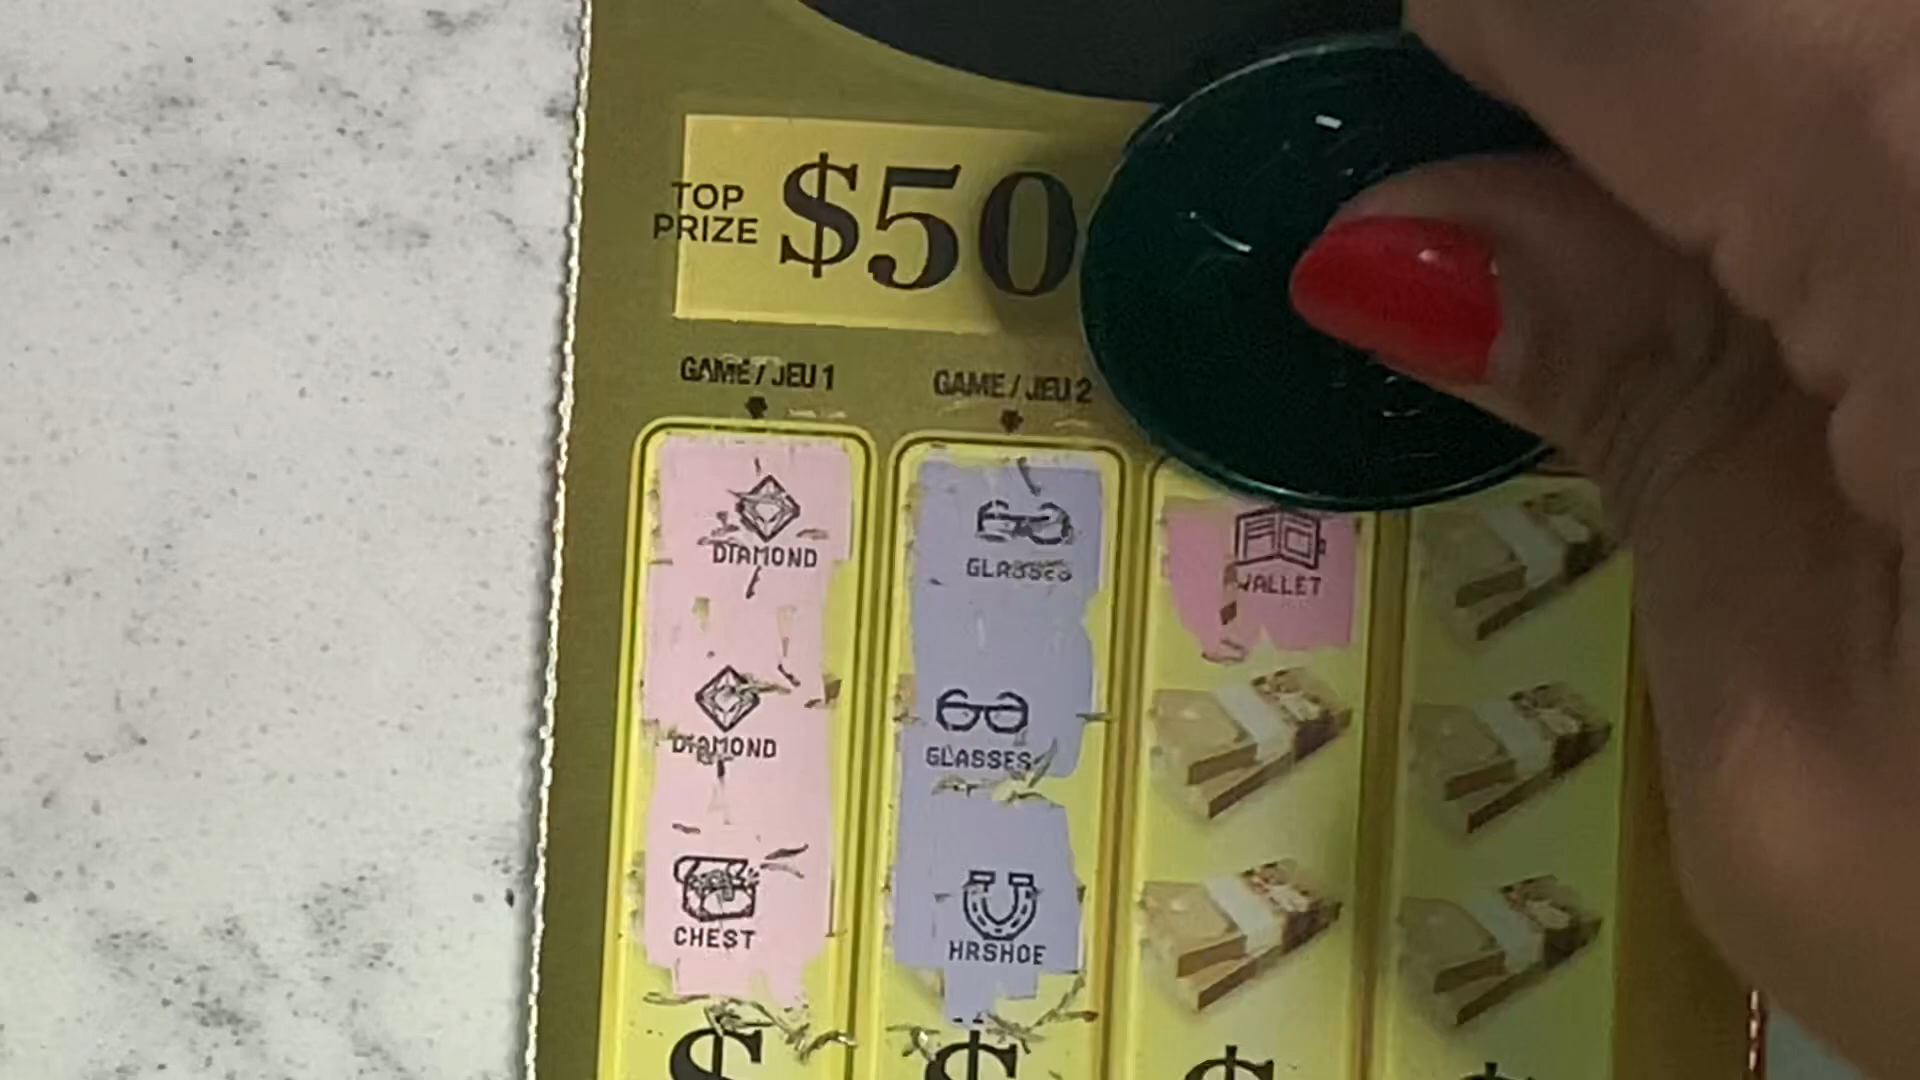 TOP
PRIZE
$50
GAME / JEU 1
GAME / JEU 2
DIAMOND
GLASSES
WALLET
DIAMOND
GLASSES
CHEST
HRSHOE
$
$
$
$